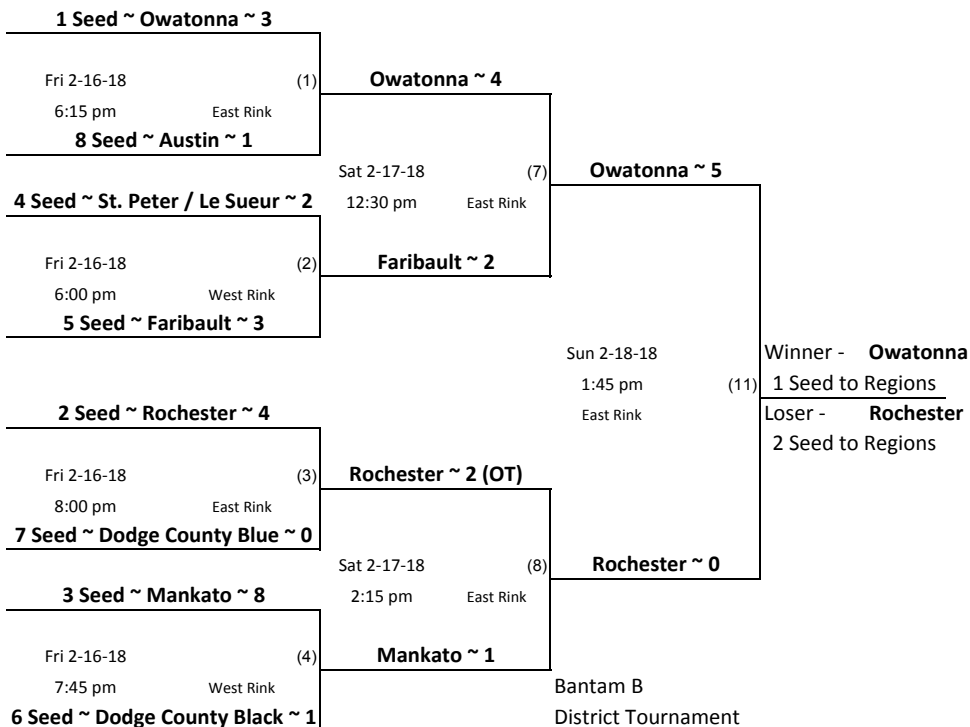 1 Seed ~ Owatonna ~ 3
Fri 2-16-18 (1) Owatonna ~ 4
6:15 pm East Rink
8 Seed ~ Austin ~ 1
Sat 2-17-18 (7) Owatonna ~ 5
4 Seed ~ St. Peter / Le Sueur ~ 2 12:30 pm East Rink
Fri 2-16-18 (2) Faribault ~ 2
6:00 pm West Rink
5 Seed ~ Faribault ~ 3
Sun 2-18-18 Winner - Owatonna
1:45 pm (11) 1 Seed to Regions
2 Seed ~ Rochester ~ 4 East Rink Loser - Rochester
2 Seed to Regions
Fri 2-16-18 (3) Rochester ~ 2 (OT)
8:00 pm East Rink
7 Seed ~ Dodge County Blue ~ 0
Sat 2-17-18 (8) Rochester ~ 0
3 Seed ~ Mankato ~ 8 2:15 pm East Rink
Fri 2-16-18 (4) Mankato ~ 1
7:45 pm West Rink Bantam B
6 Seed ~ Dodge County Black ~ 1 District Tournament